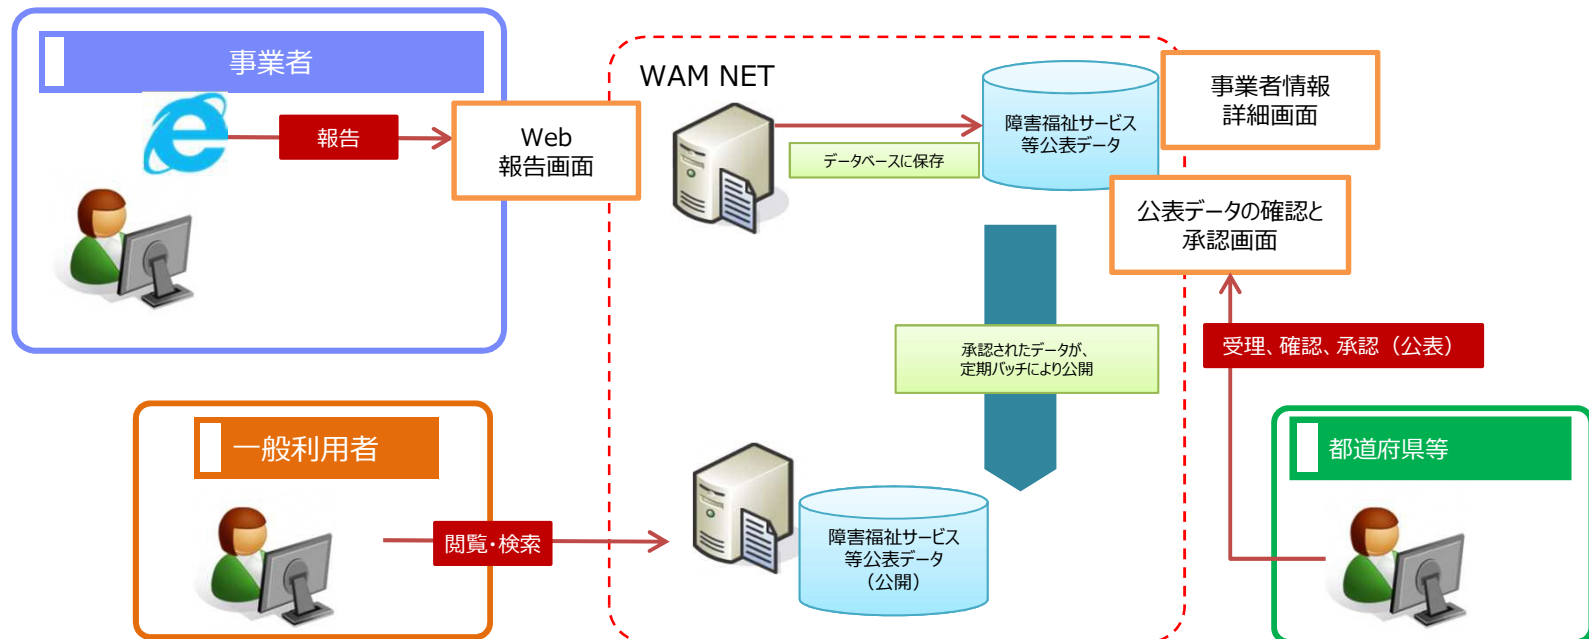 事業者
報告
Web
報告画面
WAM NET
データベースに保存
障害福祉サービス
等公表データ
事業者情報
詳細画面
公表データの確認と
承認画面
承認されたデータが、
定期バッチにより公開
受理、確認、承認（公表）
一般利用者
閲覧・検索
障害福祉サービス
等公表データ
（公開）
都道府県等